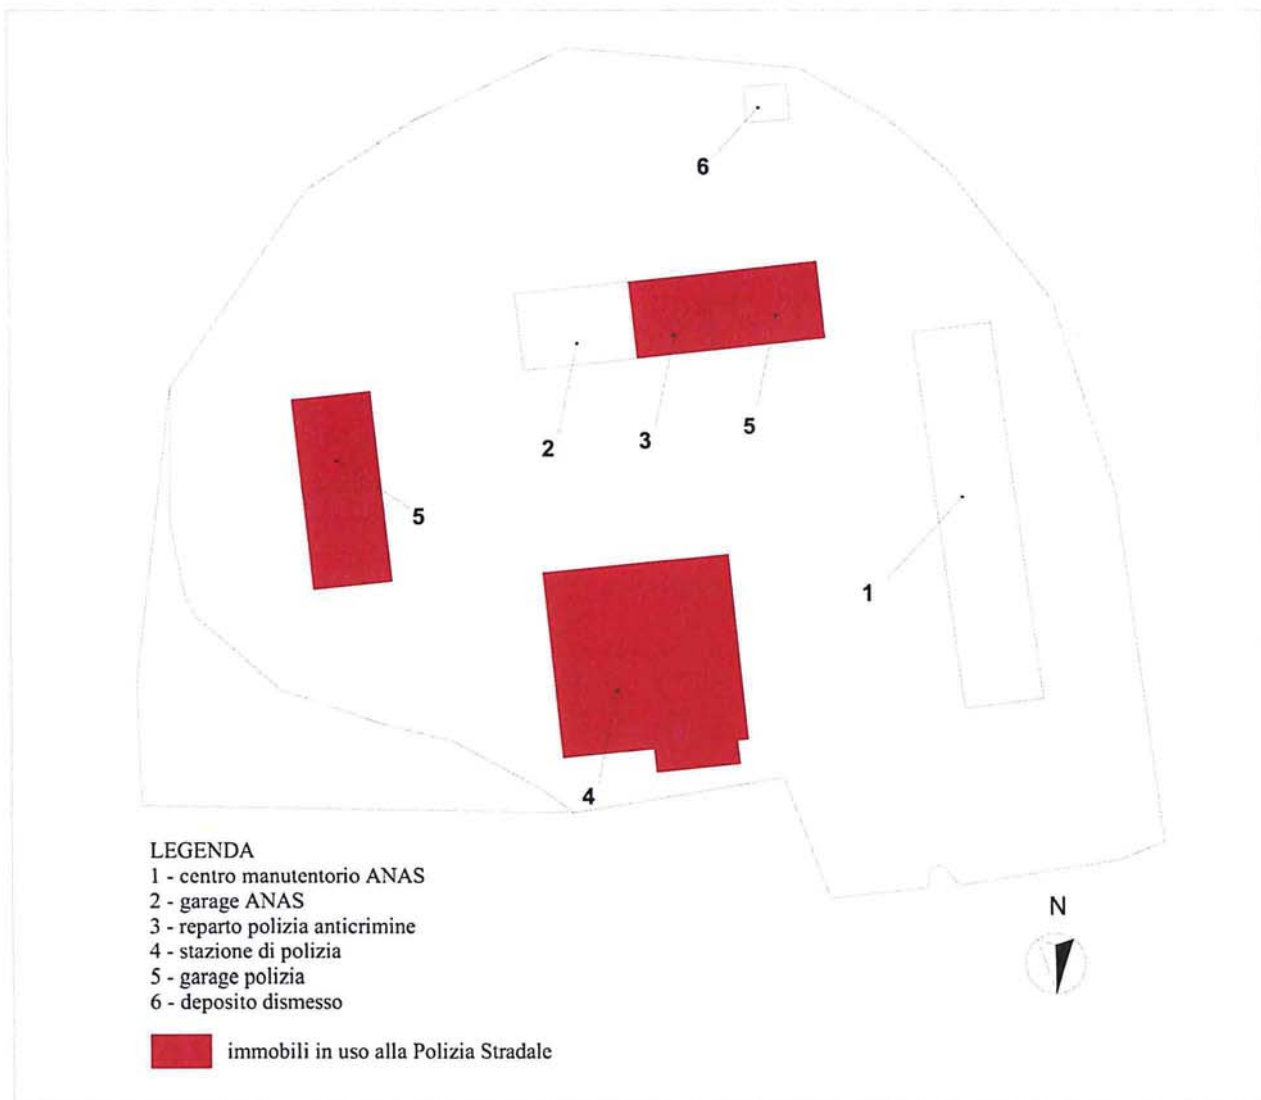 6
2
3
5
5
1
4
LEGENDA
1 - centro manutentorio ANAS
2 - garage ANAS
3 - reparto polizia anticrimine
4 - stazione di polizia
5 - garage polizia
6 - deposito dismesso
immobili in uso alla Polizia Stradale
N